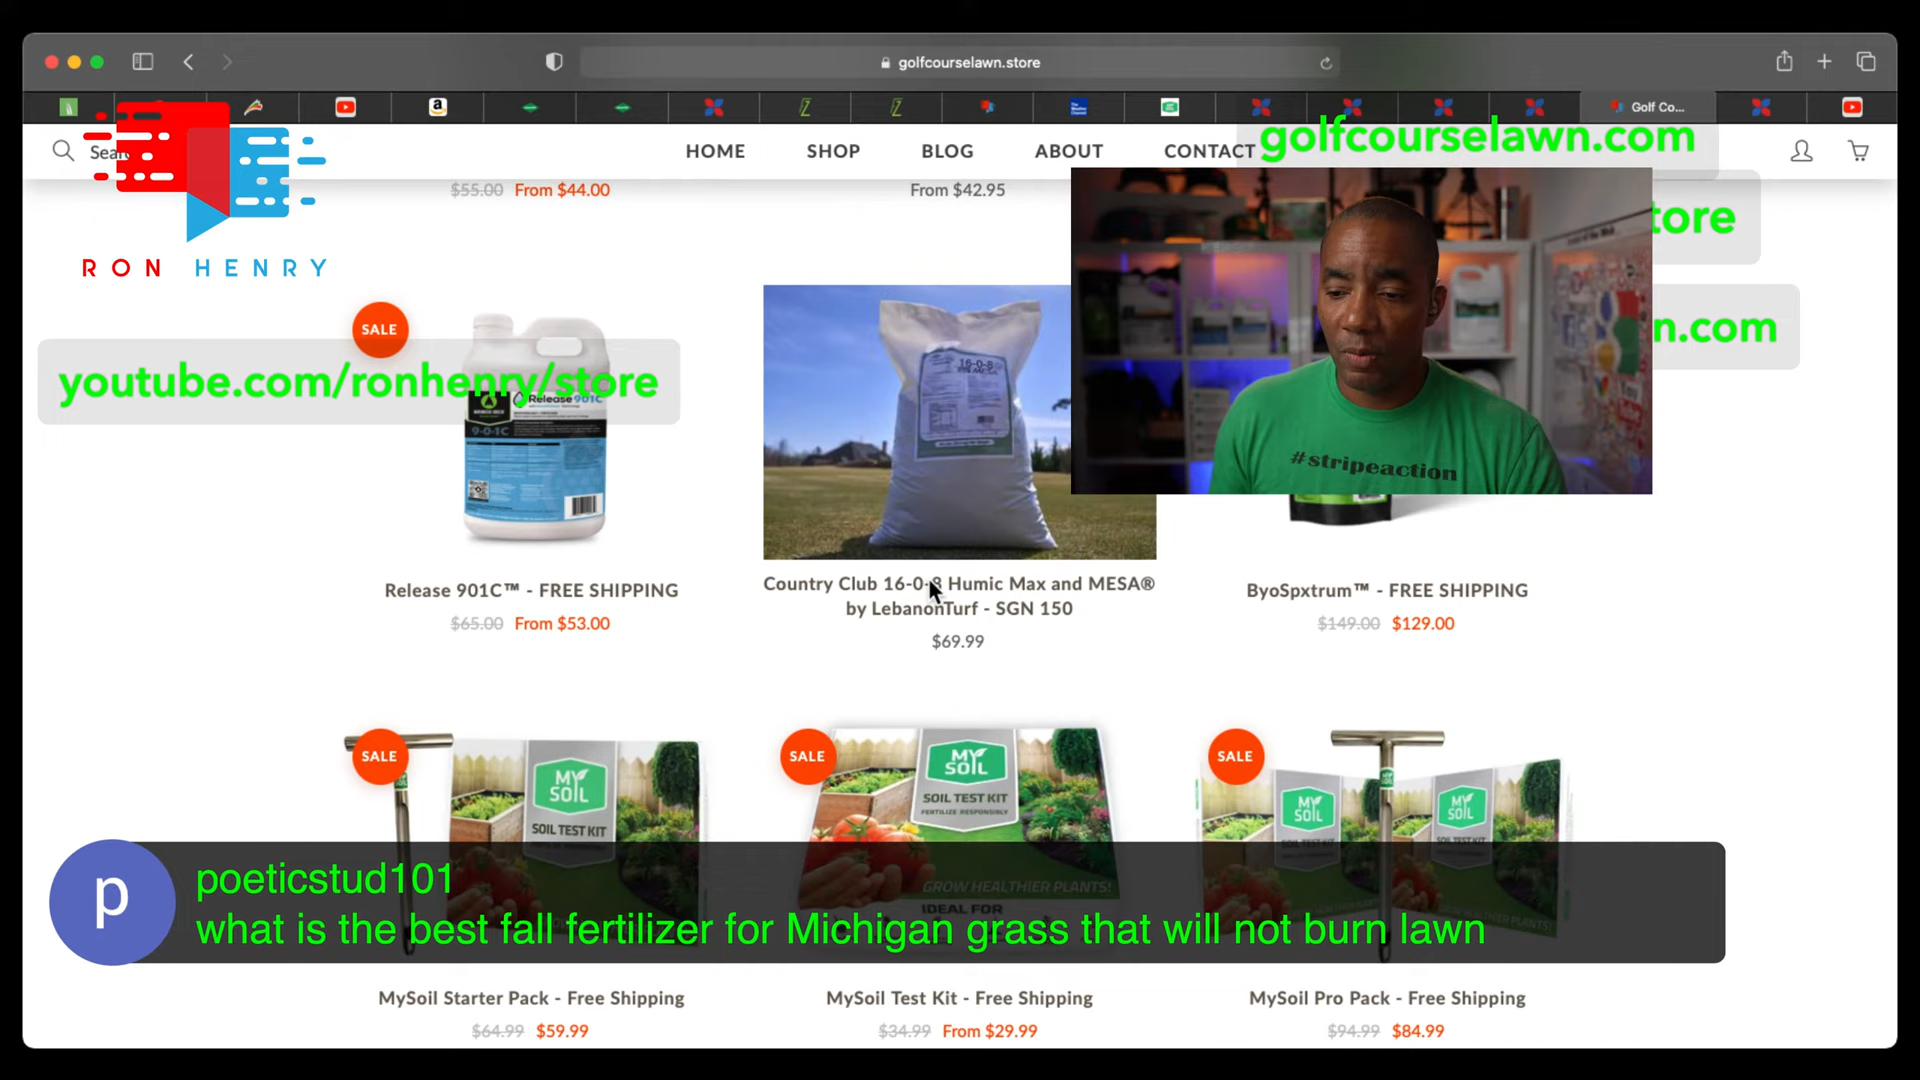 golfcourselawn.store
Golf Co...
HOME
SHOP
BLOG
ABOUT
CONTACT
golfcourselawn.com
$55.00 From $44.00
From $42.95
tore
RON HENRY
n.com
SALE
youtube.com/ronhenry/store
Release 901C
9-0-1C
16-0-8
#stripeaction
Release 901C™ - FREE SHIPPING
$65.00 From $53.00
Country Club 16-0-8 Humic Max and MESA®
by LebanonTurf - SGN 150
$69.99
ByoSpxtrum™ - FREE SHIPPING
$149.00 $129.00
SALE
MY SOIL
SOIL TEST KIT
SALE
MY SOIL
SOIL TEST KIT
FERTILIZE RESPONSIBLY
GROW HEALTHIER PLANTS!
IDEAL FOR
SALE
MY SOIL
MY SOIL
p
poeticstud101
what is the best fall fertilizer for Michigan grass that will not burn lawn
MySoil Starter Pack - Free Shipping
$64.99 $59.99
MySoil Test Kit - Free Shipping
$34.99 From $29.99
MySoil Pro Pack - Free Shipping
$94.99 $84.99